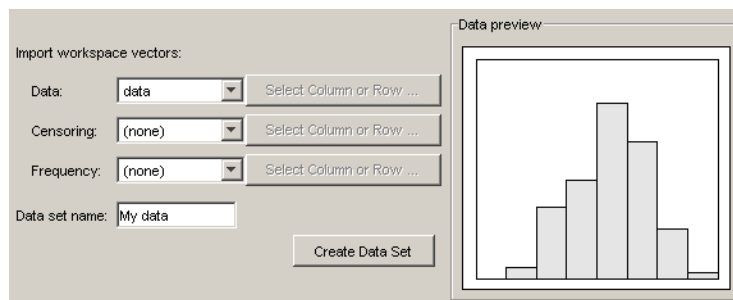 Data preview
Import workspace vectors:
Data: data Select Column or Row ...
Censoring: (none) Select Column or Row ...
Frequency: (none) Select Column or Row ...
Data set name: My data
Create Data Set